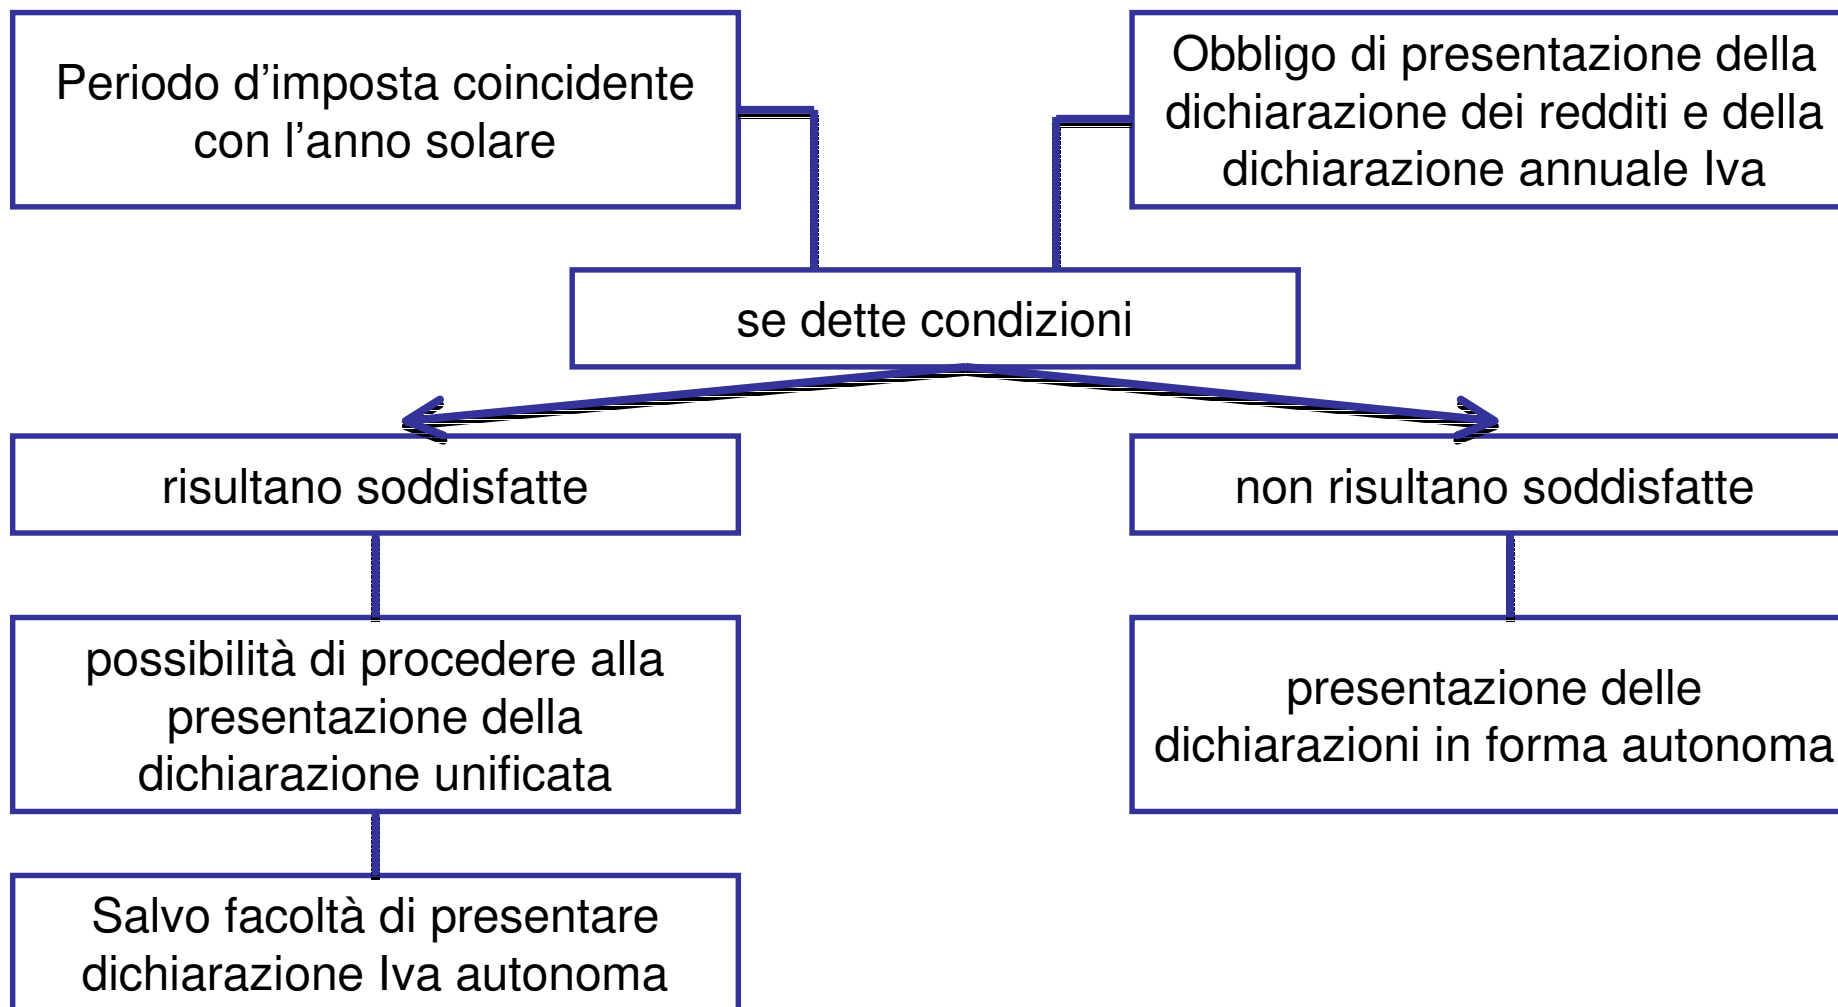 Periodo d’imposta coincidente
con l’anno solare
Obbligo di presentazione della
dichiarazione dei redditi e della
dichiarazione annuale Iva
se dette condizioni
risultano soddisfatte
non risultano soddisfatte
possibilità di procedere alla
presentazione della
dichiarazione unificata
presentazione delle
dichiarazioni in forma autonoma
Salvo facoltà di presentare
dichiarazione Iva autonoma